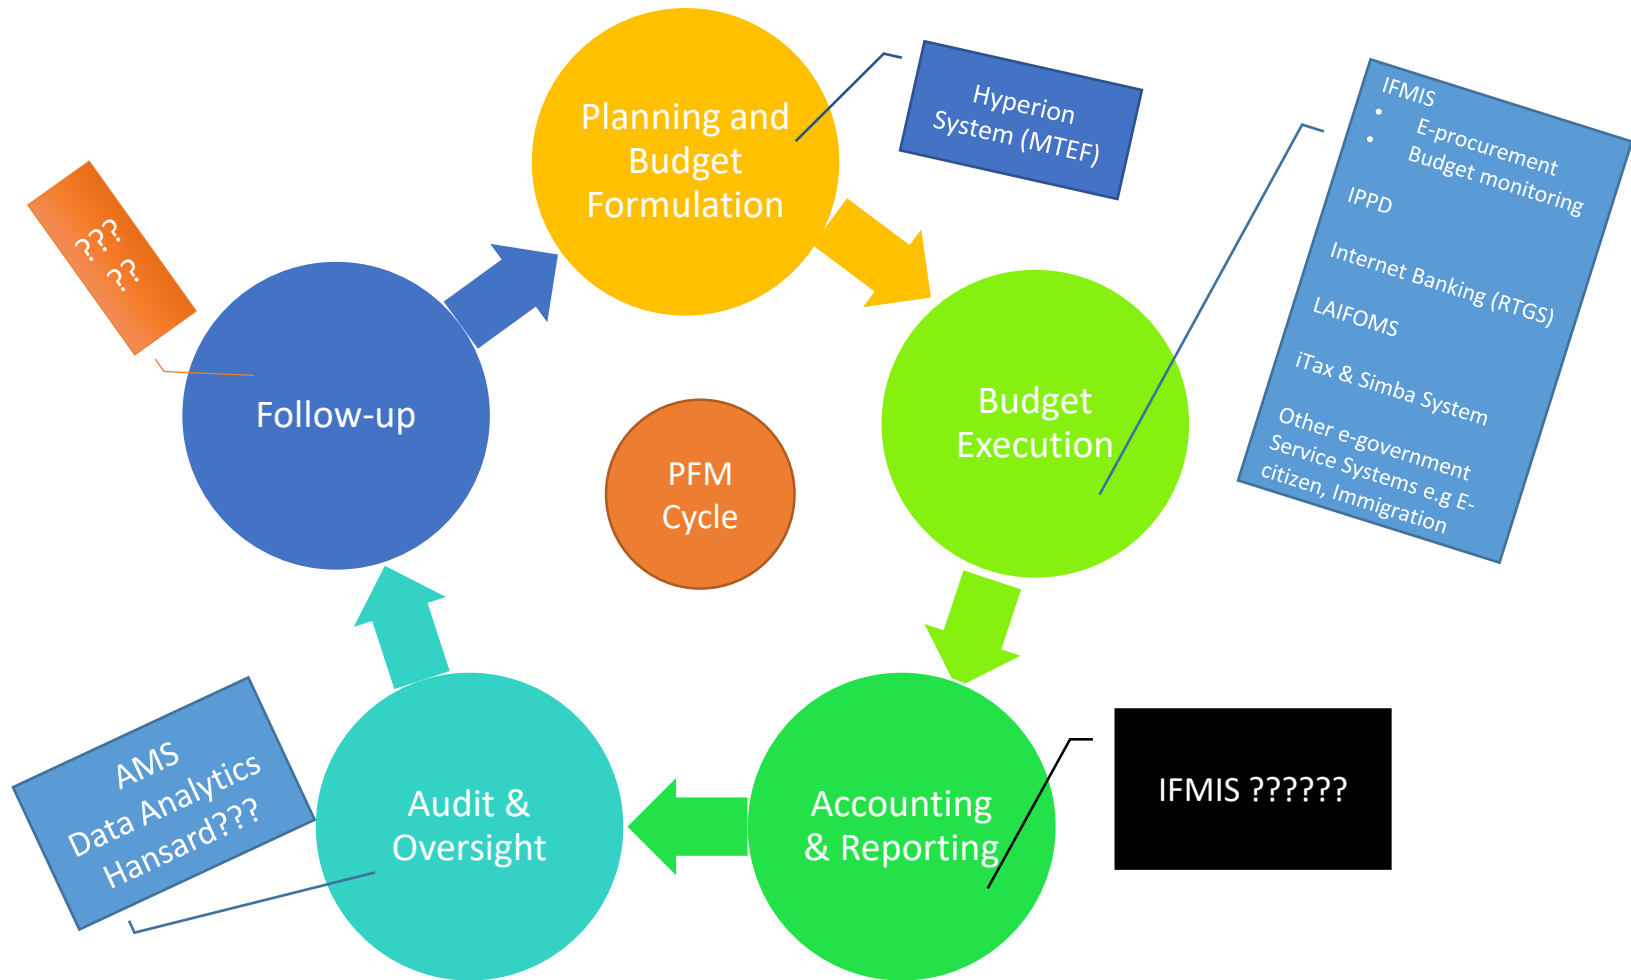 Planning and
Budget
Formulation
Hyperion
System (MTEF)
IFMIS
• E-procurement
• Budget monitoring
IPPD
Internet Banking (RTGS)
LAIFOMS
iTax & Simba System
Other e-government
Service Systems e.g E-
citizen, Immigration
Budget
Execution
Accounting
& Reporting
IFMIS ??????
Audit &
Oversight
AMS
Data Analytics
Hansard???
Follow-up
???
??
PFM
Cycle